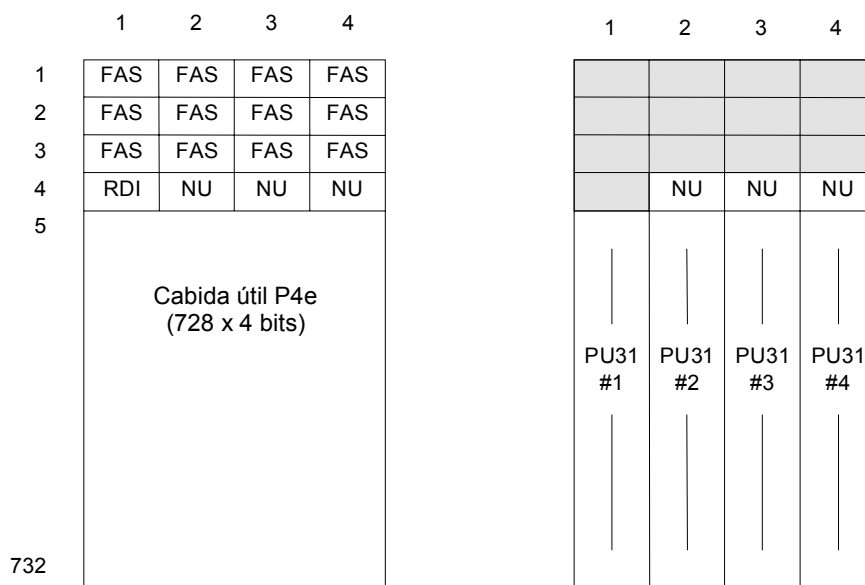 1 2 3 4
1 FAS FAS FAS FAS
2 FAS FAS FAS FAS
3 FAS FAS FAS FAS
4 RDI NU NU NU
5
Cabida útil P4e
(728 x 4 bits)
732
1 2 3 4
NU NU NU
PU31 PU31 PU31 PU31
#1 #2 #3 #4